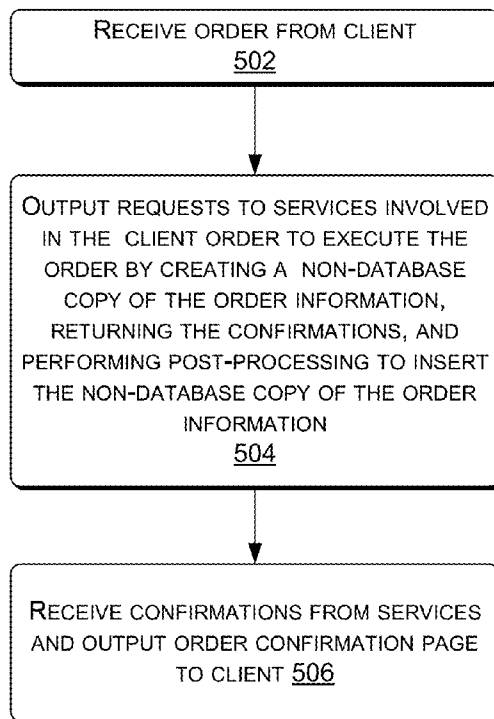 RECEIVE ORDER FROM CLIENT
502
OUTPUT REQUESTS TO SERVICES INVOLVED
IN THE CLIENT ORDER TO EXECUTE THE
ORDER BY CREATING A NON-DATABASE
COPY OF THE ORDER INFORMATION,
RETURNING THE CONFIRMATIONS, AND
PERFORMING POST-PROCESSING TO INSERT
THE NON-DATABASE COPY OF THE ORDER
INFORMATION
504
RECEIVE CONFIRMATIONS FROM SERVICES
AND OUTPUT ORDER CONFIRMATION PAGE
TO CLIENT 506